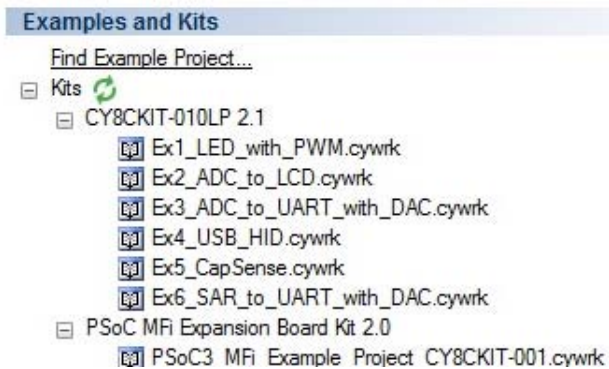 Examples and Kits
Find Example Project...
Kits
CY8CKIT-010LP 2.1
Ex1_LED_with_PWM.cywrk
Ex2_ADC_to_LCD.cywrk
Ex3_ADC_to_UART_with_DAC.cywrk
Ex4_USB_HID.cywrk
Ex5_CapSense.cywrk
Ex6_SAR_to_UART_with_DAC.cywrk
PSoC MFi Expansion Board Kit 2.0
PSoC3_MFi_Example_Project_CY8CKIT-001.cywrk